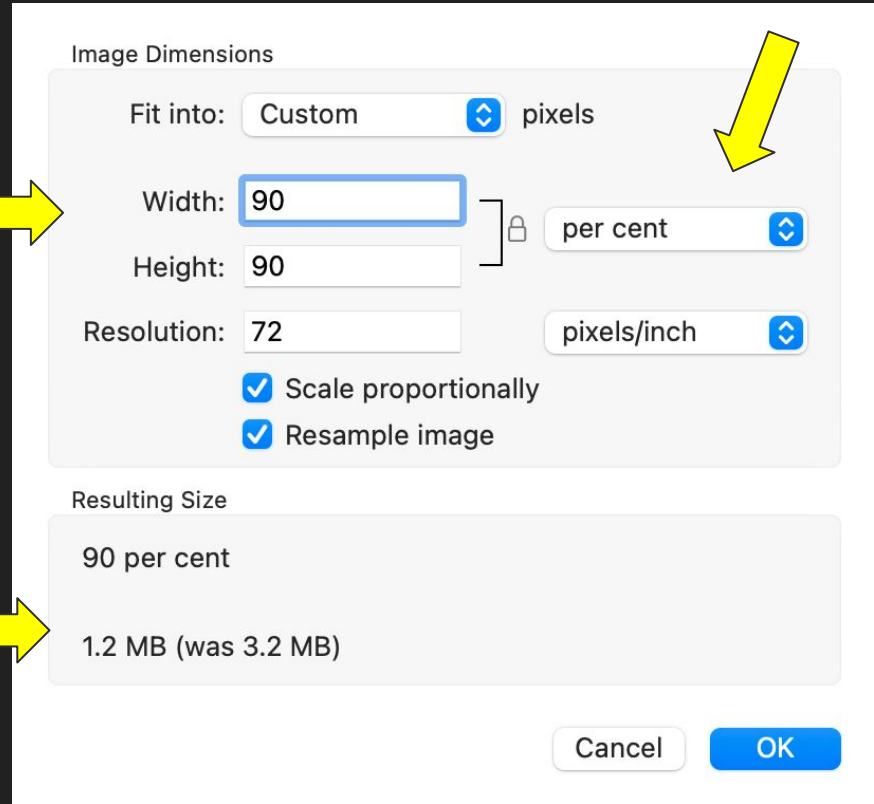 Image Dimensions
Fit into: Custom pixels
Width: 90
per cent
Height: 90
Resolution: 72 pixels/inch
Scale proportionally
Resample image
Resulting Size
90 per cent
1.2 MB (was 3.2 MB)
Cancel OK